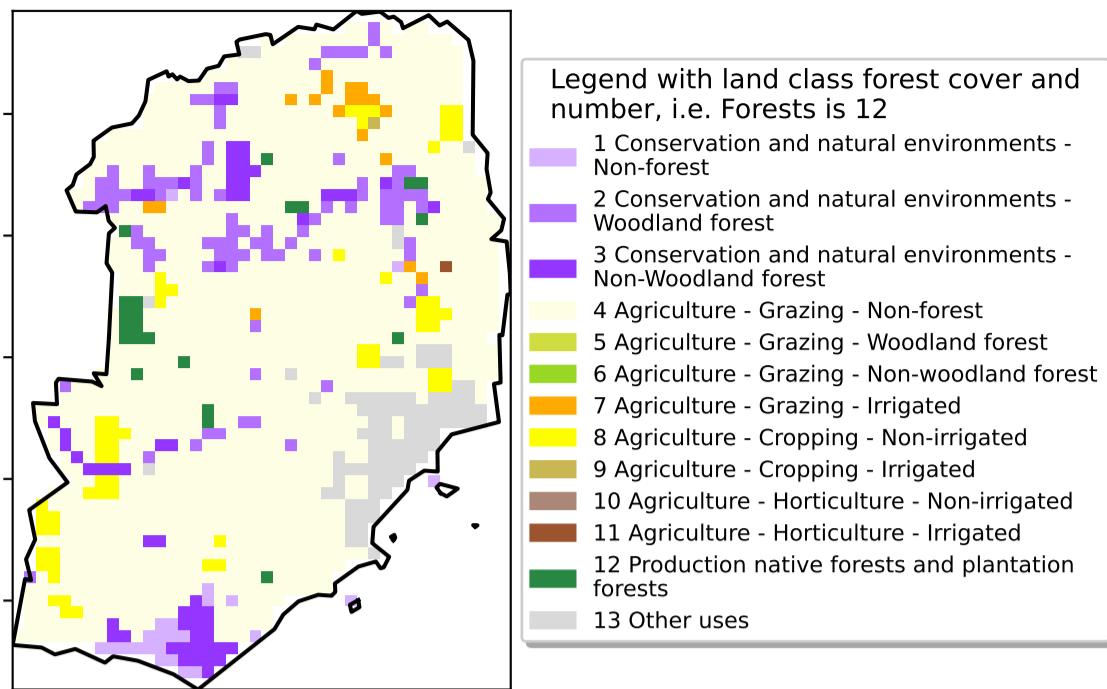 Legend with land class forest cover and
number, i.e. Forests is 12
1 Conservation and natural environments -
Non-forest
2 Conservation and natural environments -
Woodland forest
3 Conservation and natural environments -
Non-Woodland forest
4 Agriculture - Grazing - Non-forest
5 Agriculture - Grazing - Woodland forest
6 Agriculture - Grazing - Non-woodland forest
7 Agriculture - Grazing - Irrigated
8 Agriculture - Cropping - Non-irrigated
9 Agriculture - Cropping - Irrigated
10 Agriculture - Horticulture - Non-irrigated
11 Agriculture - Horticulture - Irrigated
12 Production native forests and plantation
forests
13 Other uses